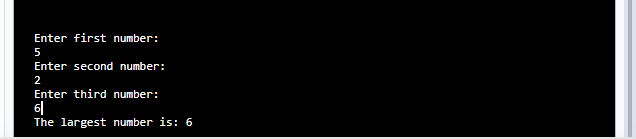 Enter first number:
5
Enter second number:
2
Enter third number:
6
The largest number is: 6